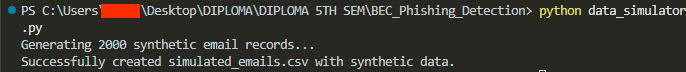 PS C:\Users\ \Desktop\DIPLOMA\DIPLOMA 5TH SEM\BEC_Phishing_Detection> python data_simulator
.py
Generating 2000 synthetic email records...
Successfully created simulated_emails.csv with synthetic data.